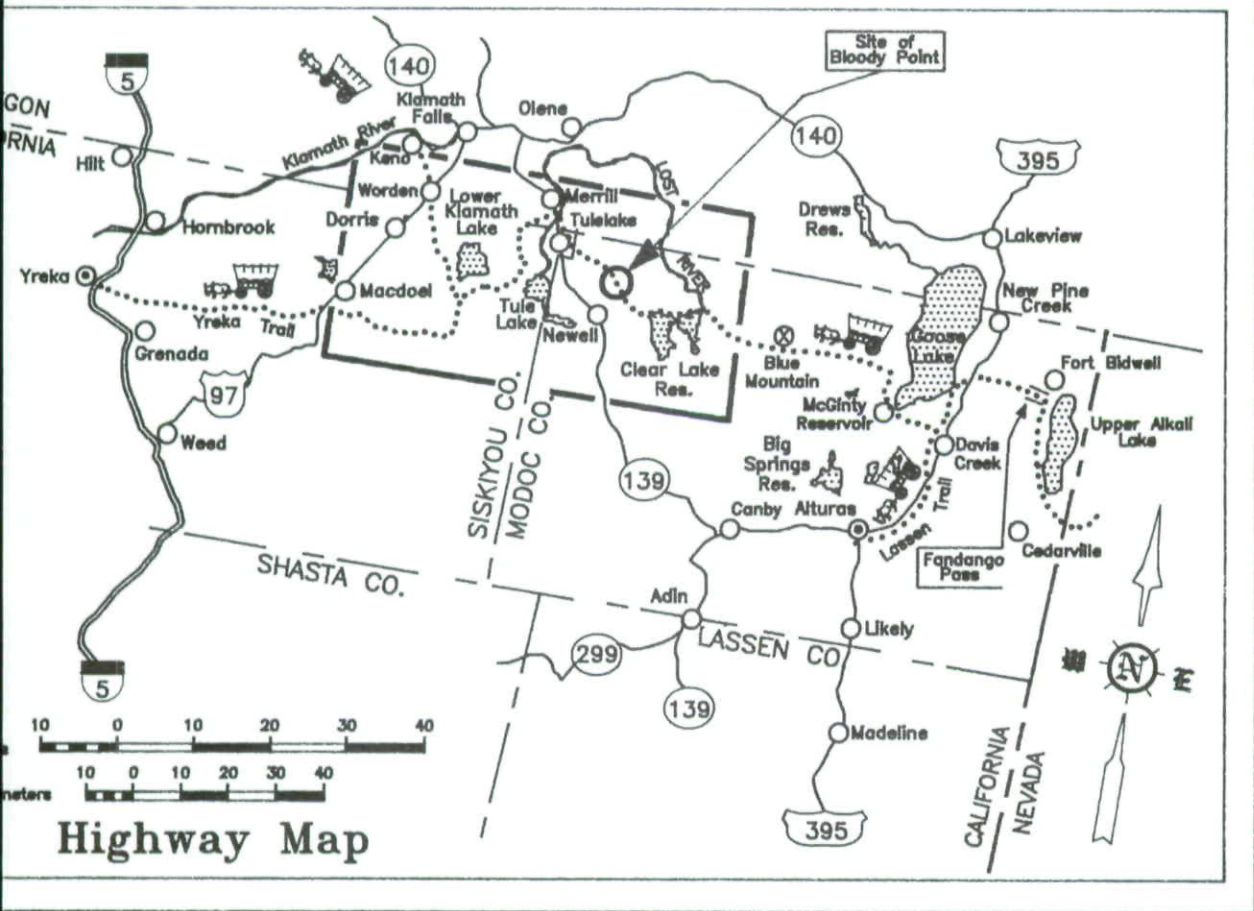 Site of
Bloody Point
5
140
GON
ORNIA
Klamath
Falls
Olene
140
395
Klamath River
Keno
Hilt
LOST
RIVER
Worden
Lower
Klamath
Lake
Merrill
Drews
Res.
Dorris
Tulelake
Hornbrook
Lakeview
Yreka
Macdoel
New Pine
Creek
Yreka Trail
Tule
Lake
Newell
Grenada
Clear Lake
Res.
Blue
Mountain
Goose
Lake
Fort Bidwell
97
McGinty
Reservoir
Upper Alkali
Lake
Weed
SISKIYOU CO.
MODOC CO.
Big
Springs
Res.
Davis
Creek
139
Canby
Alturas
Lassen Trail
Cedarville
Fandango
Pass
SHASTA CO.
Adin
Likely
LASSEN CO
299
139
N
E
5
10 0 10 20 30 40
10 0 10 20 30 40
meters
Madeline
CALIFORNIA
NEVADA
395
Highway Map